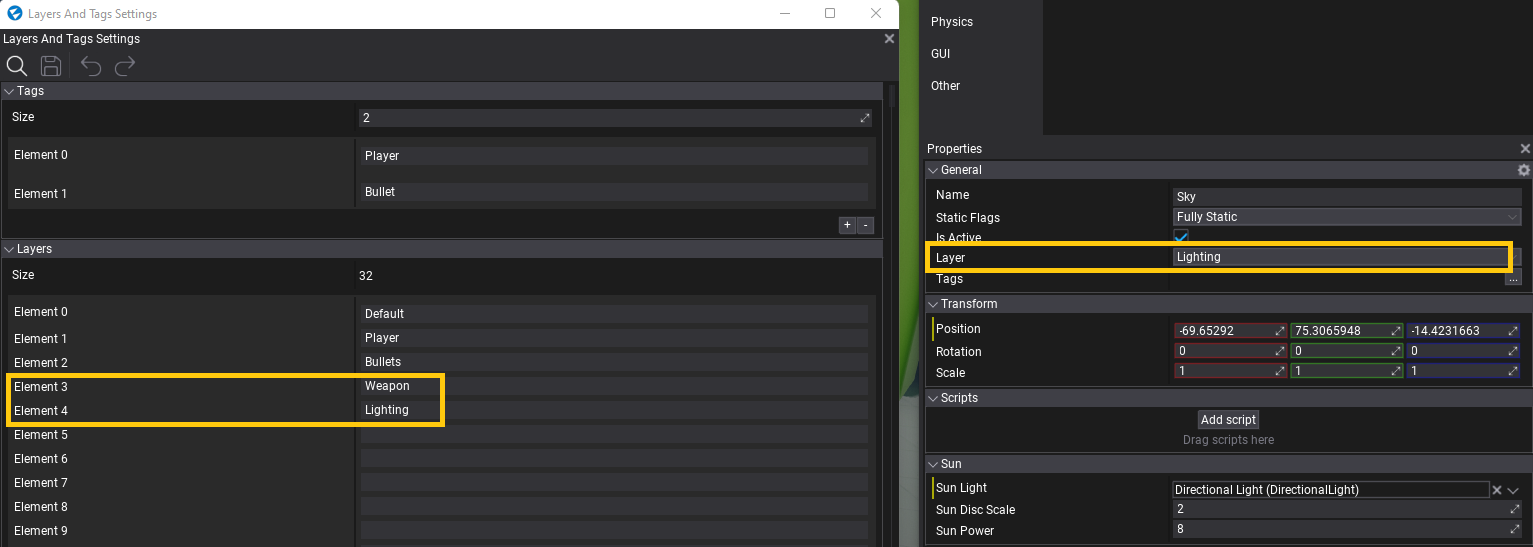 Layers And Tags Settings
Layers And Tags Settings
Tags
Size 2
Element 0 Player
Element 1 Bullet
+ -
Layers
Size 32
Element 0 Default
Element 1 Player
Element 2 Bullets
Element 3 Weapon
Element 4 Lighting
Element 5
Element 6
Element 7
Element 8
Element 9
Physics
GUI
Other
Properties
General
Name Sky
Static Flags Fully Static
Is Active
Layer Lighting
Tags ...
Transform
Position -69.65292 75.3065948 -14.4231663
Rotation 0 0 0
Scale 1 1 1
Scripts
Add script
Drag scripts here
Sun
Sun Light Directional Light (DirectionalLight)
Sun Disc Scale 2
Sun Power 8